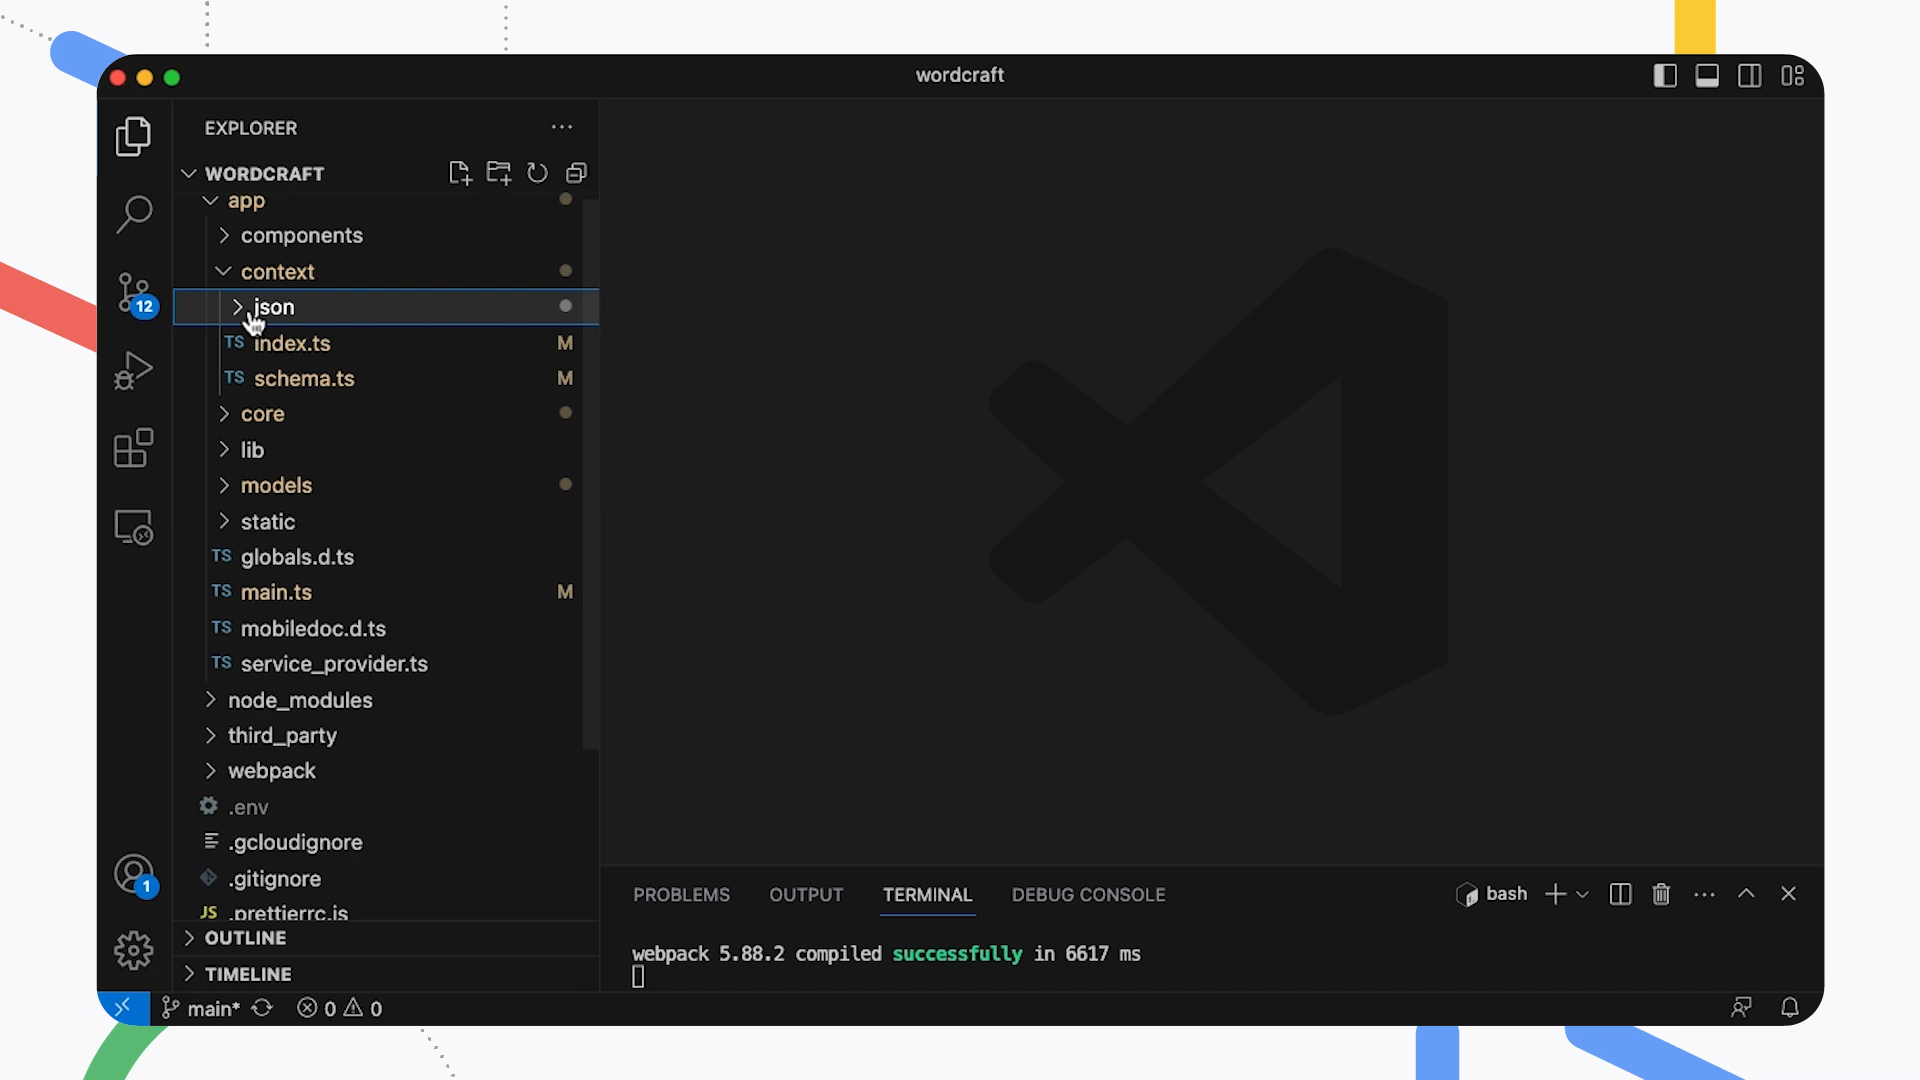 wordcraft
EXPLORER
WORDCRAFT
app
components
context
json
TS index.ts M
TS schema.ts M
core
lib
models
static
TS globals.d.ts
TS main.ts M
TS mobiledoc.d.ts
TS service_provider.ts
node_modules
third_party
webpack
.env
.gcloudignore
.gitignore
JS .prettierrc.js
OUTLINE
TIMELINE
12
1
PROBLEMS OUTPUT TERMINAL DEBUG CONSOLE bash
webpack 5.88.2 compiled successfully in 6617 ms
main* 0 0